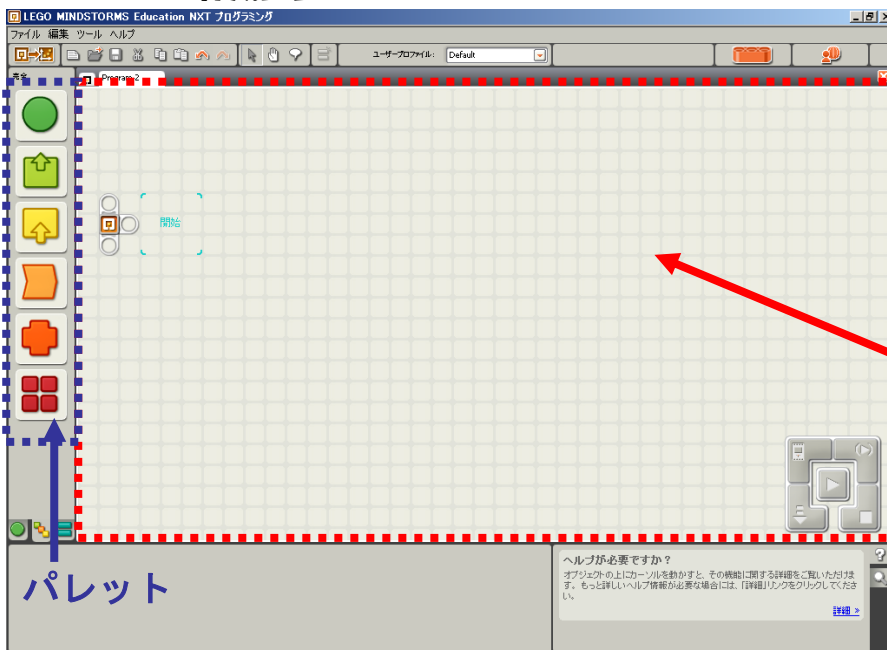 LEGO MINDSTORMS Education NXT プログラミング
ファイル 編集 ツール ヘルプ
ユーザープロファイル: Default
完全
Program-2
開始
パレット
ヘルプが必要ですか?
オブジェクトの上にカーソルを動かすと、その機能に関する詳細をご覧いただけま
す。もっと詳しいヘルプ情報が必要な場合には、「詳細」リンクをクリックしてくださ
い。
詳細 »